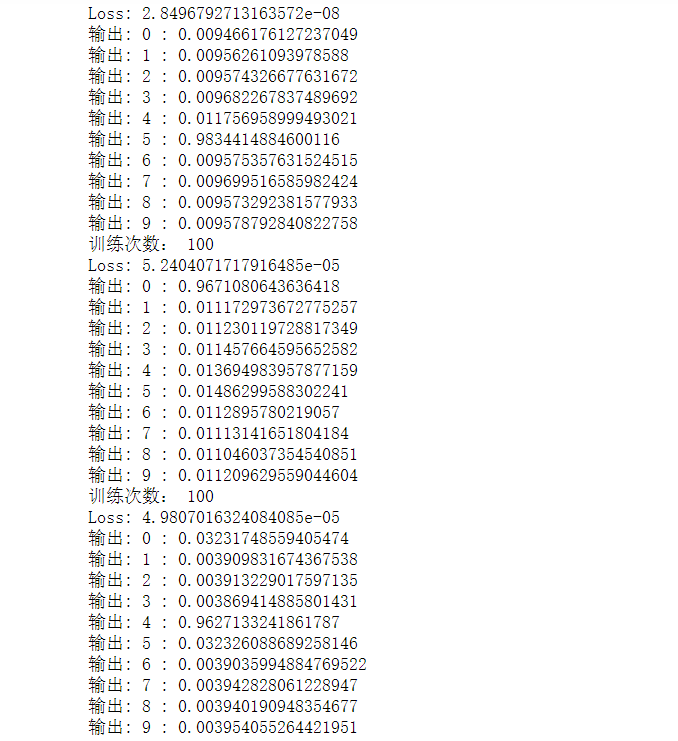 Loss: 2.8496792713163572e-08
输出: 0 : 0.009466176127237049
输出: 1 : 0.00956261093978588
输出: 2 : 0.009574326677631672
输出: 3 : 0.009682267837489692
输出: 4 : 0.011756958999493021
输出: 5 : 0.9834414884600116
输出: 6 : 0.009575357631524515
输出: 7 : 0.009699516585982424
输出: 8 : 0.009573292381577933
输出: 9 : 0.009578792840822758
训练次数: 100
Loss: 5.2404071717916485e-05
输出: 0 : 0.9671080643636418
输出: 1 : 0.011172973672775257
输出: 2 : 0.011230119728817349
输出: 3 : 0.011457664595652582
输出: 4 : 0.013694983957877159
输出: 5 : 0.01486299588302241
输出: 6 : 0.0112895780219057
输出: 7 : 0.01113141651804184
输出: 8 : 0.011046037354540851
输出: 9 : 0.011209629559044604
训练次数: 100
Loss: 4.9807016324084085e-05
输出: 0 : 0.03231748559405474
输出: 1 : 0.003909831674367538
输出: 2 : 0.003913229017597135
输出: 3 : 0.003869414885801431
输出: 4 : 0.9627133241861787
输出: 5 : 0.032326088689258146
输出: 6 : 0.0039035994884769522
输出: 7 : 0.003942828061228947
输出: 8 : 0.003940190948354677
输出: 9 : 0.003954055264421951